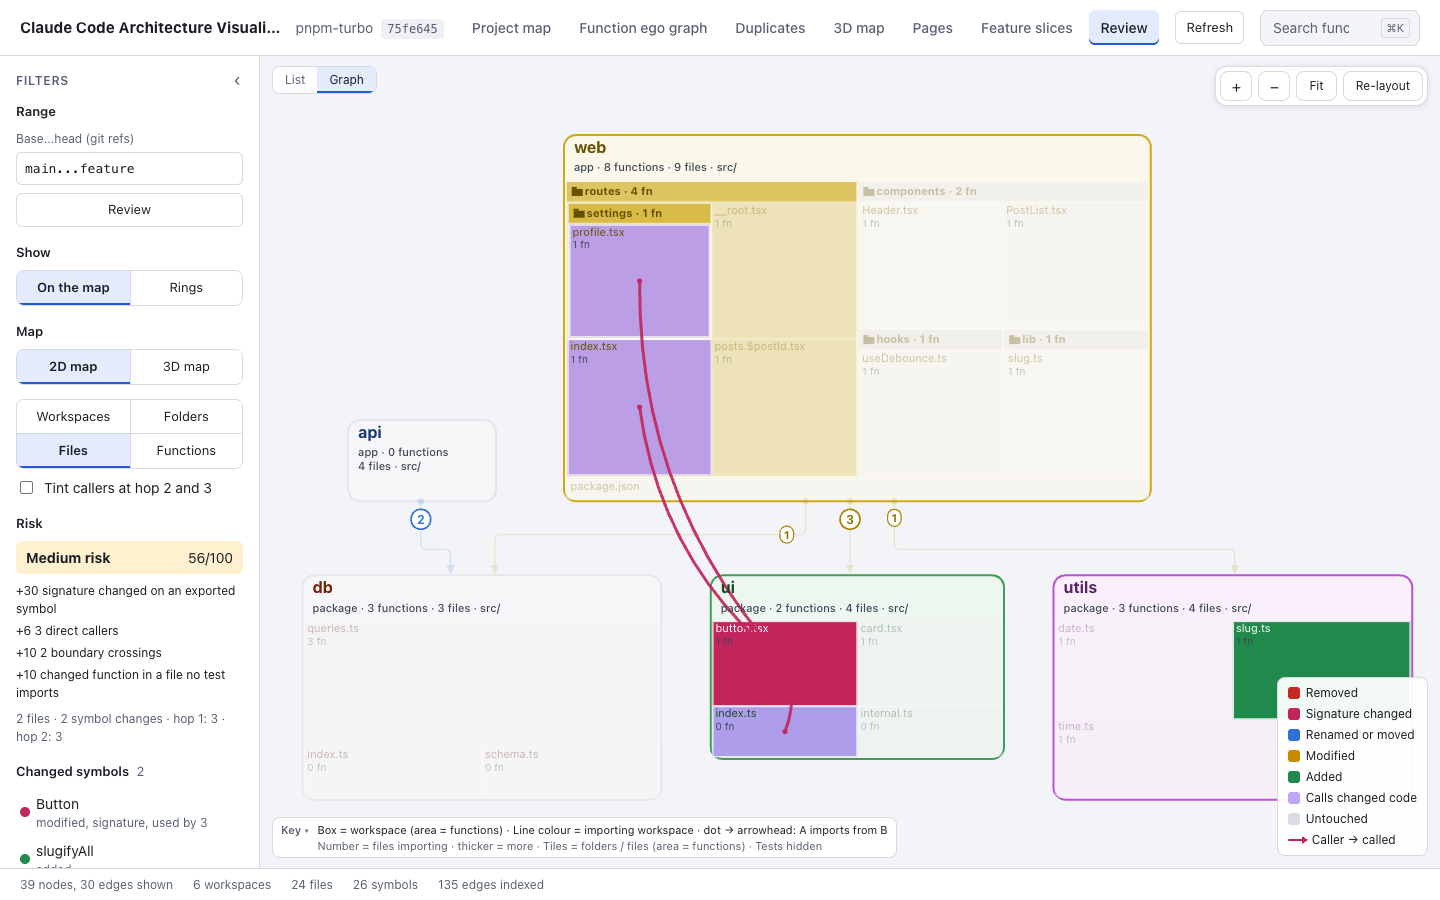 Claude Code Architecture Visuali...
pnpm-turbo
75fe645
Project map
Function ego graph
Duplicates
3D map
Pages
Feature slices
Review
Refresh
Search func
⌘K
FILTERS
Range
Base...head (git refs)
main...feature
Review
Show
On the map
Rings
Map
2D map
3D map
Workspaces
Folders
Files
Functions
Tint callers at hop 2 and 3
Risk
Medium risk
56/100
+30 signature changed on an exported
symbol
+6 3 direct callers
+10 2 boundary crossings
+10 changed function in a file no test
imports
2 files · 2 symbol changes · hop 1: 3 ·
hop 2: 3
Changed symbols 2
Button
modified, signature, used by 3
slugifyAll
List
Graph
+
−
Fit
Re-layout
web
app · 8 functions · 9 files · src/
routes · 4 fn
components · 2 fn
settings · 1 fn
__root.tsx
1 fn
Header.tsx
1 fn
PostList.tsx
1 fn
profile.tsx
1 fn
hooks · 1 fn
lib · 1 fn
index.tsx
1 fn
posts.$postId.tsx
1 fn
useDebounce.ts
1 fn
slug.ts
1 fn
package.json
api
app · 0 functions
4 files · src/
2
1
3
1
db
package · 3 functions · 3 files · src/
queries.ts
3 fn
index.ts
0 fn
schema.ts
0 fn
ui
package · 2 functions · 4 files · src/
button.tsx
1 fn
card.tsx
1 fn
index.ts
0 fn
internal.ts
0 fn
utils
package · 3 functions · 4 files · src/
date.ts
1 fn
slug.ts
1 fn
time.ts
1 fn
Removed
Signature changed
Renamed or moved
Modified
Added
Calls changed code
Untouched
Caller → called
Key ▾ Box = workspace (area = functions) · Line colour = importing workspace · dot → arrowhead: A imports from B
Number = files importing · thicker = more · Tiles = folders / files (area = functions) · Tests hidden
39 nodes, 30 edges shown
6 workspaces
24 files
26 symbols
135 edges indexed